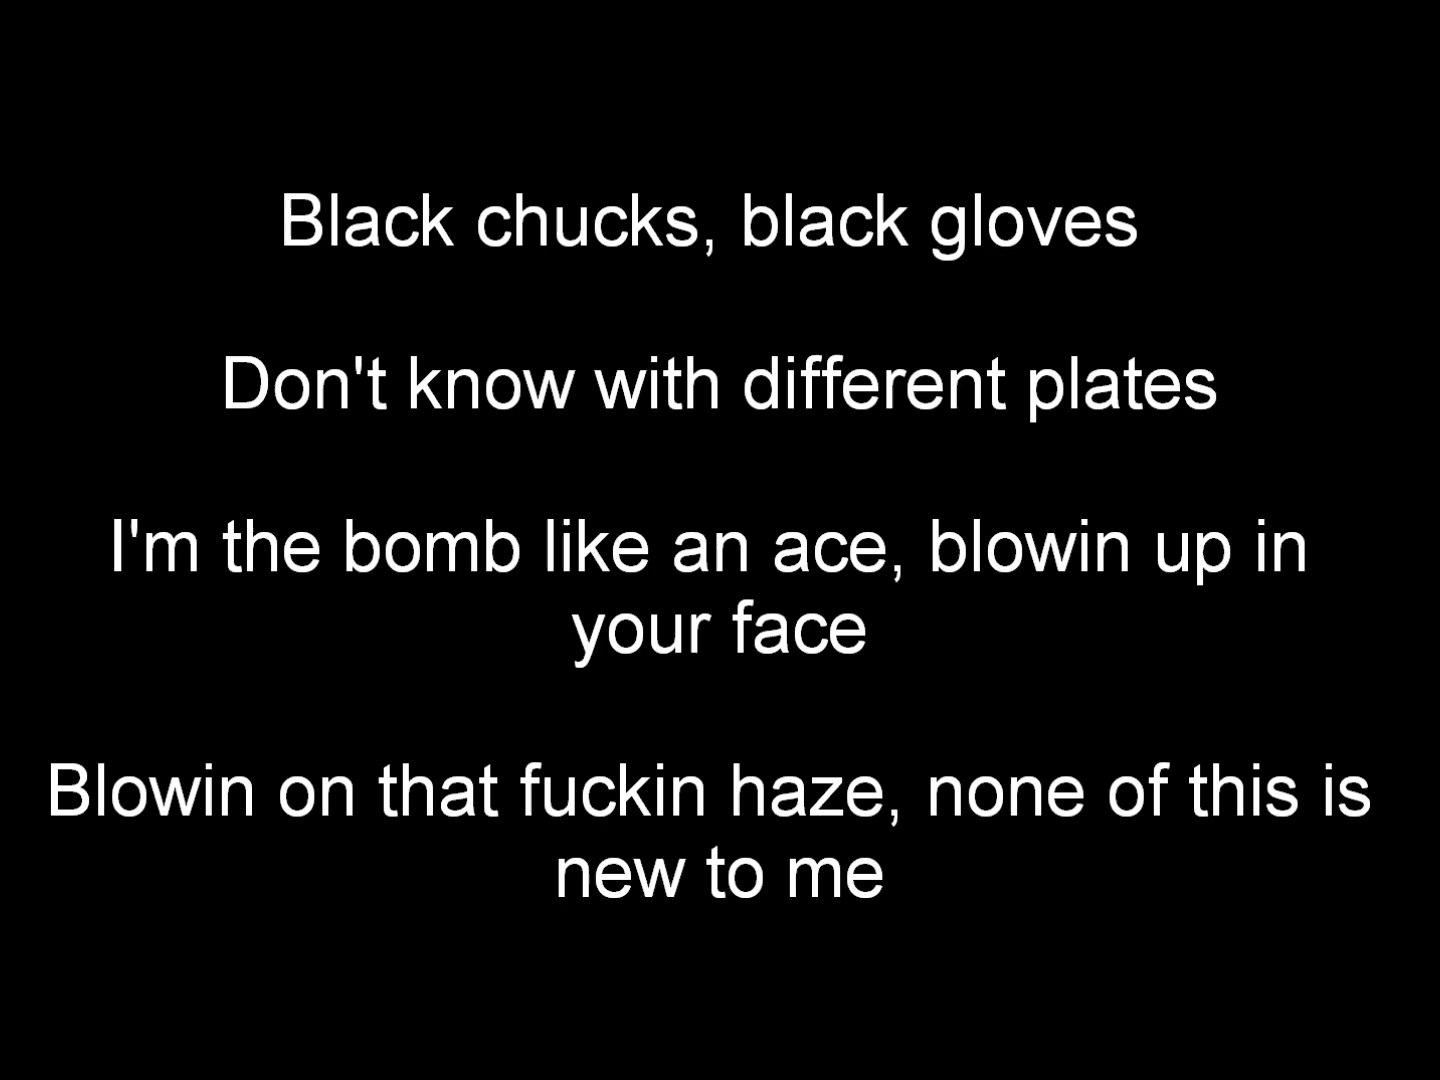 Black chucks, black gloves
Don't know with different plates
I'm the bomb like an ace, blowin up in
your face
Blowin on that fuckin haze, none of this is
new to me